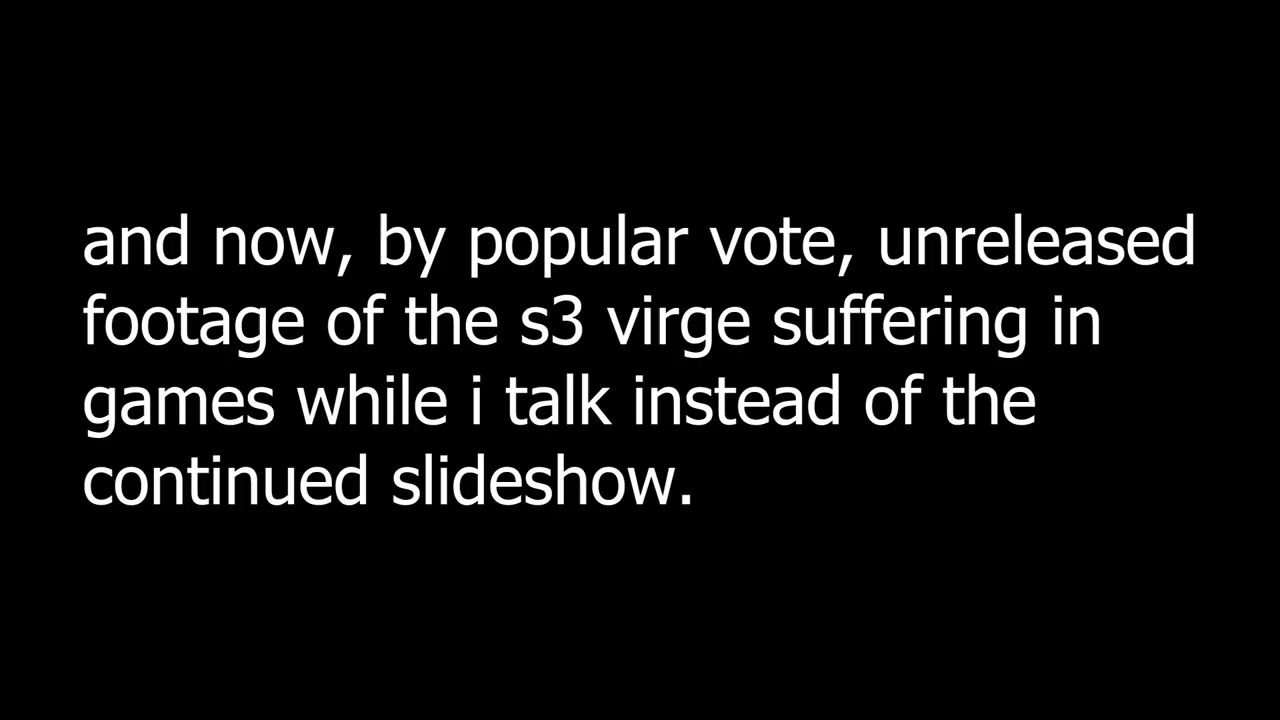 and now, by popular vote, unreleased
footage of the s3 virge suffering in
games while i talk instead of the
continued slideshow.